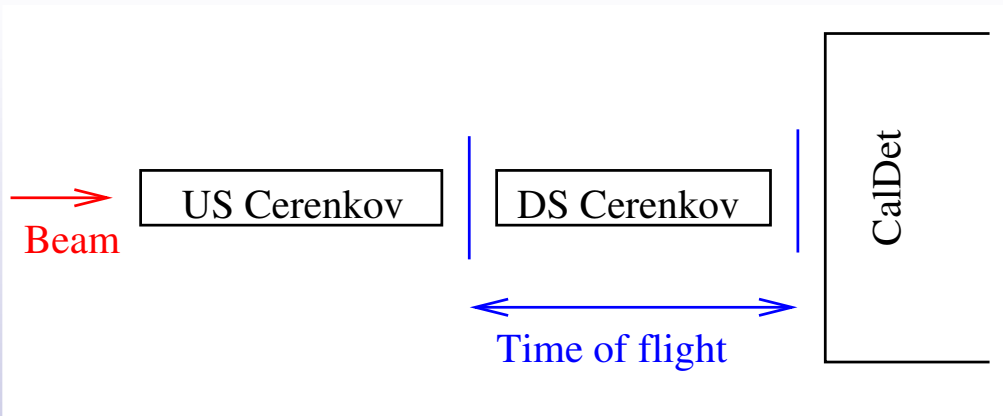 Beam
US Cerenkov
DS Cerenkov
Time of flight
CalDet